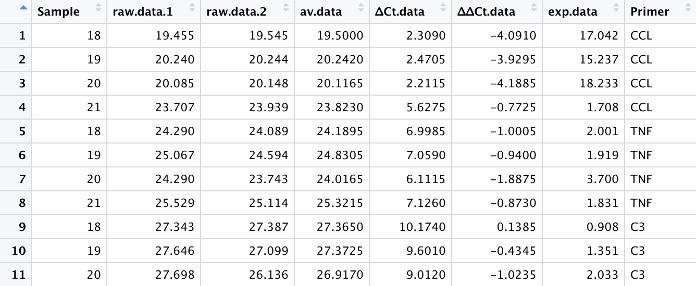 Sample raw.data.1 raw.data.2 av.data ΔCt.data ΔΔCt.data exp.data Primer
1 18 19.455 19.545 19.5000 2.3090 -4.0910 17.042 CCL
2 19 20.240 20.244 20.2420 2.4705 -3.9295 15.237 CCL
3 20 20.085 20.148 20.1165 2.2115 -4.1885 18.233 CCL
4 21 23.707 23.939 23.8230 5.6275 -0.7725 1.708 CCL
5 18 24.290 24.089 24.1895 6.9985 -1.0005 2.001 TNF
6 19 25.067 24.594 24.8305 7.0590 -0.9400 1.919 TNF
7 20 24.290 23.743 24.0165 6.1115 -1.8875 3.700 TNF
8 21 25.529 25.114 25.3215 7.1260 -0.8730 1.831 TNF
9 18 27.343 27.387 27.3650 10.1740 0.1385 0.908 C3
10 19 27.646 27.099 27.3725 9.6010 -0.4345 1.351 C3
11 20 27.698 26.136 26.9170 9.0120 -1.0235 2.033 C3